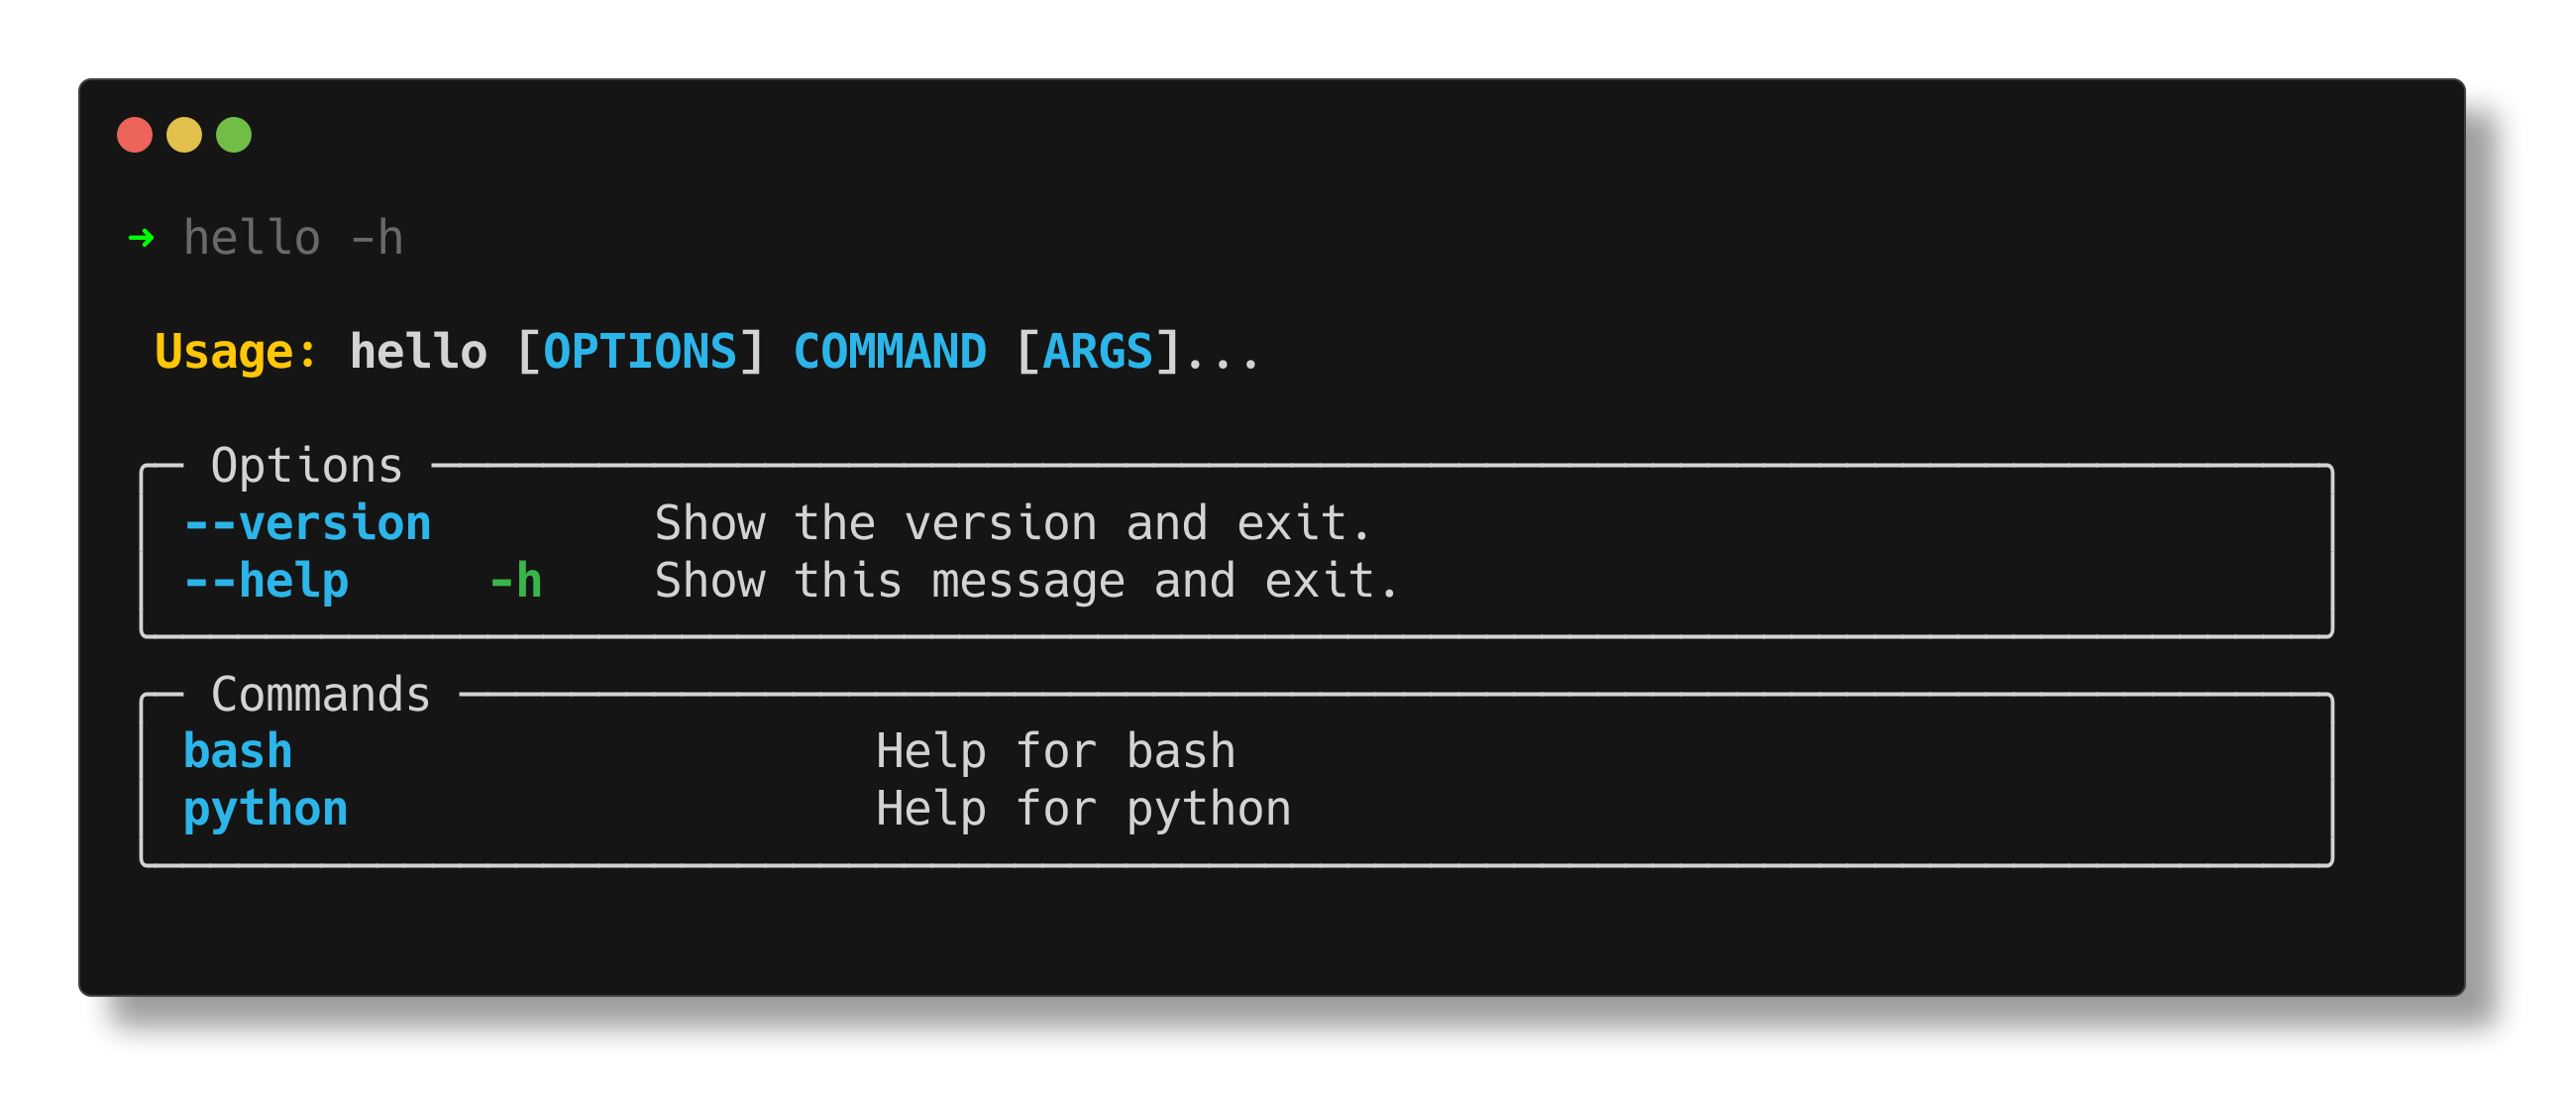 ➜ hello -h
Usage: hello [OPTIONS] COMMAND [ARGS]...
Options
--version Show the version and exit.
--help -h Show this message and exit.
Commands
bash Help for bash
python Help for python